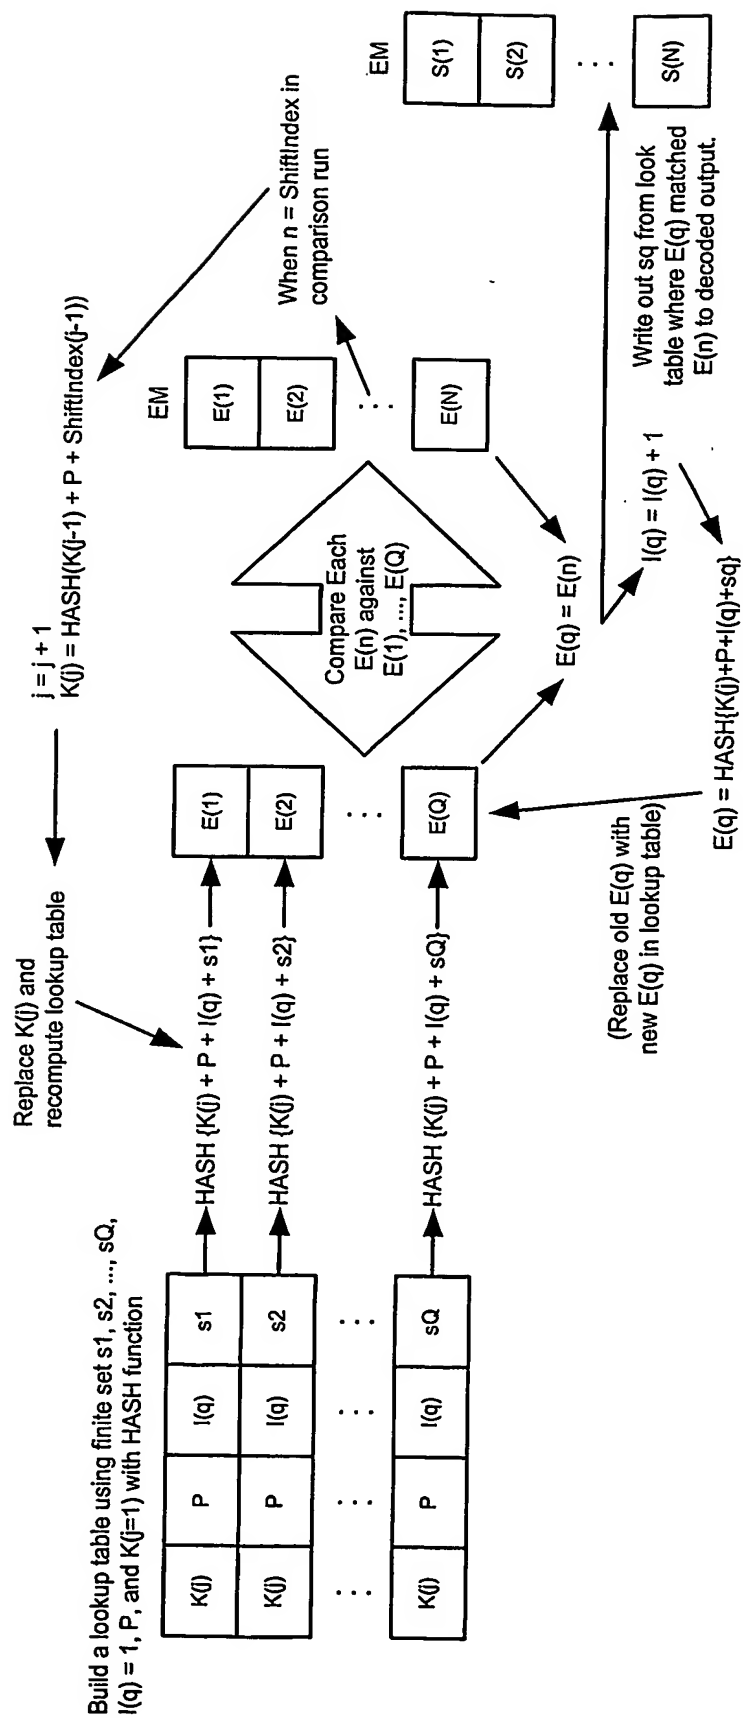 Build a lookup table using finite set s1, s2, ..., sQ,
I(q) = 1, P, and K(j=1) with HASH function
K(j) P I(q) s1
K(j) P I(q) s2
... ... ... ...
K(j) P I(q) sQ
Replace K(j) and
recompute lookup table
HASH {K(j) + P + I(q) + s1}
HASH {K(j) + P + I(q) + s2}
HASH {K(j) + P + I(q) + sQ}
E(1)
E(2)
...
E(Q)
j = j + 1
K(j) = HASH(K(j-1) + P + ShiftIndex(j-1))
Compare Each
E(n) against
E(1), ..., E(Q)
EM
E(1)
E(2)
...
E(N)
When n = ShiftIndex in
comparison run
E(q) = E(n)
I(q) = I(q) + 1
E(q) = HASH{K(j)+P+I(q)+sq}
(Replace old E(q) with
new E(q) in lookup table)
Write out sq from look
table where E(q) matched
E(n) to decoded output.
EM
S(1)
S(2)
...
S(N)